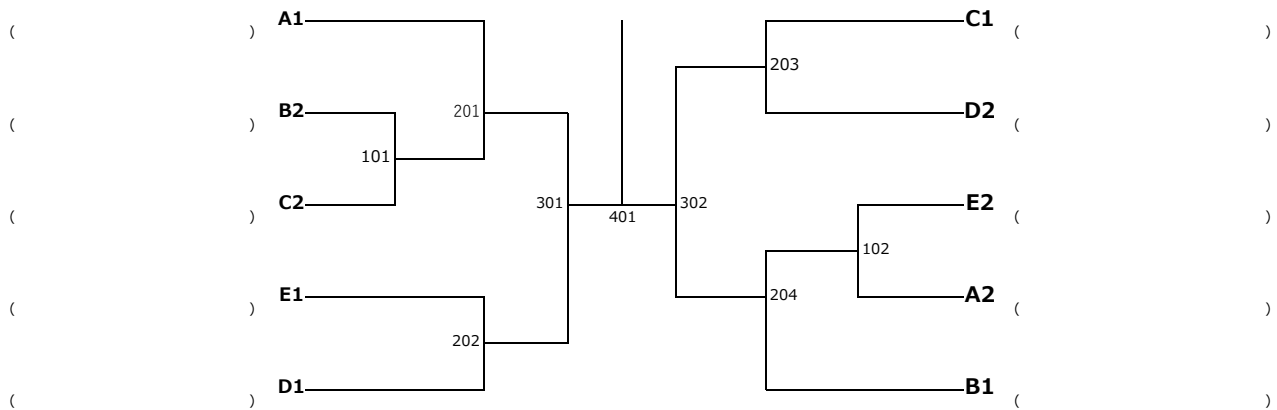 A1 C1
( ) ( )
203
B2 201 D2
( ) ( )
101
C2 301 302 E2
( ) 401 ( )
102
E1 204 A2
( ) ( )
202
D1 B1
( ) ( )